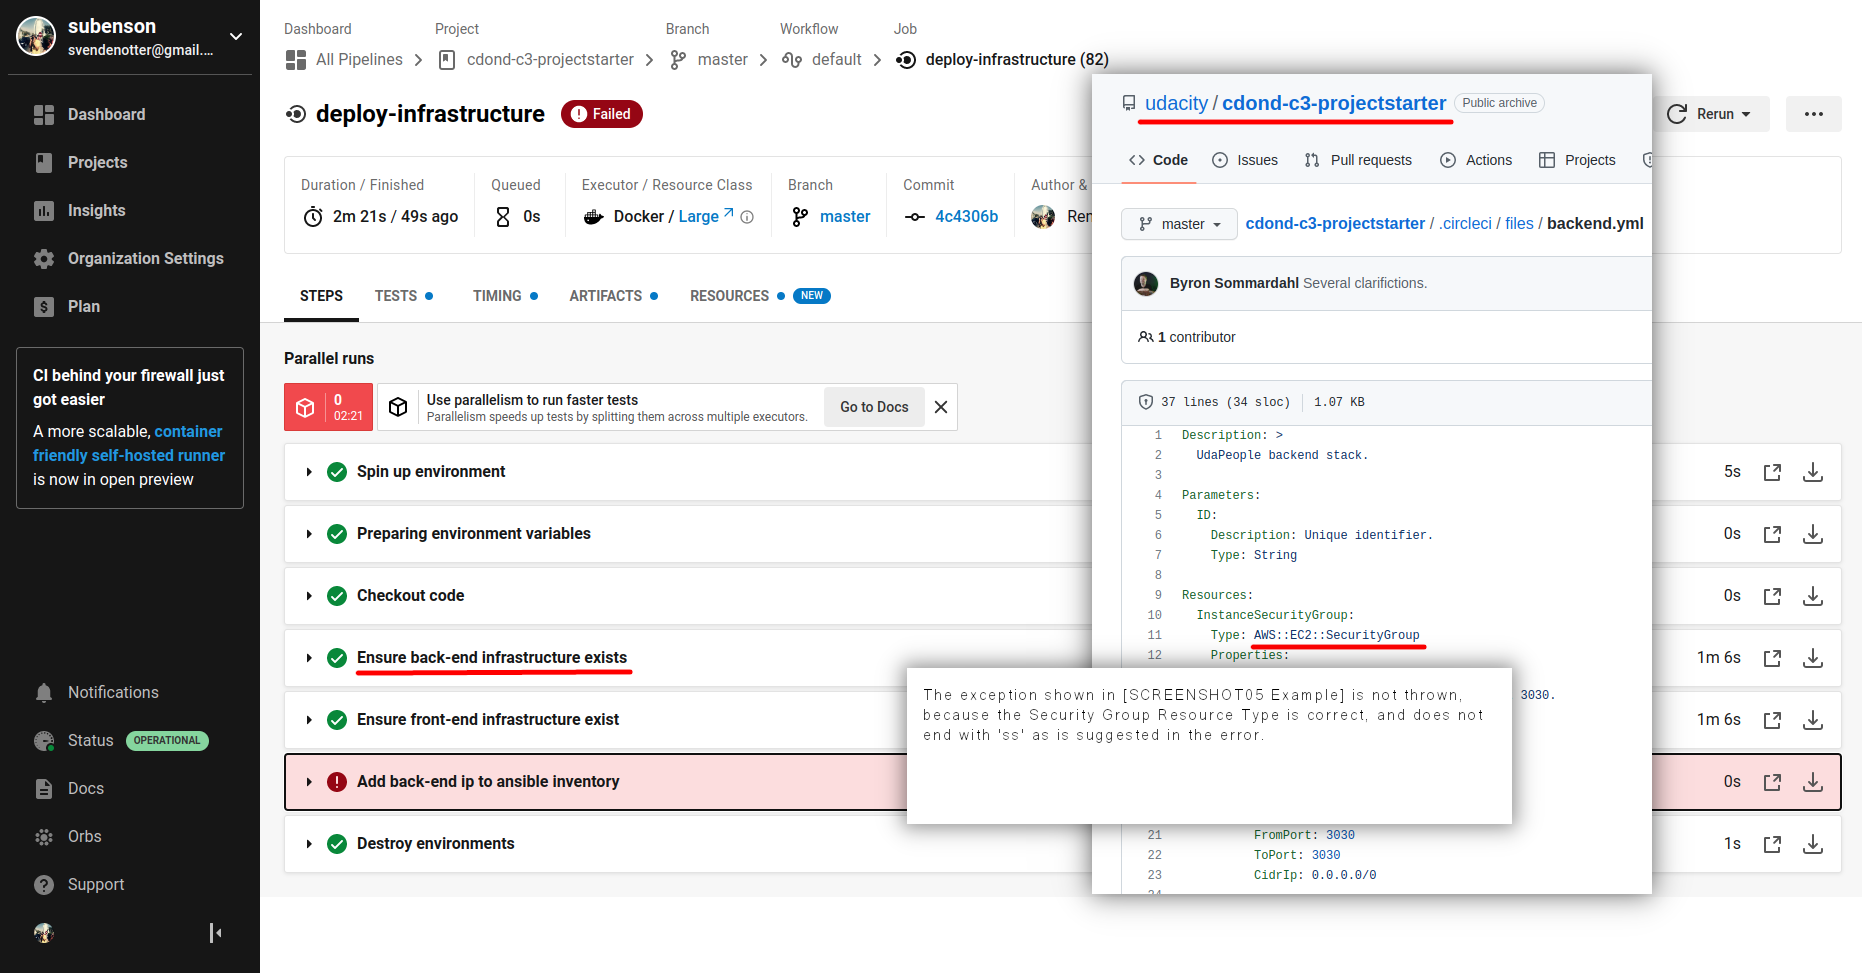 subenson
svendenotter@gmail....
Dashboard
Projects
Insights
Organization Settings
Plan
CI behind your firewall just
got easier
A more scalable, container
friendly self-hosted runner
is now in open preview
Notifications
Status OPERATIONAL
Docs
Orbs
Support
Dashboard Project Branch Workflow Job
All Pipelines cdond-c3-projectstarter master default deploy-infrastructure (82)
deploy-infrastructure Failed
Rerun
Duration / Finished Queued Executor / Resource Class Branch Commit Author &
2m 21s / 49s ago 0s Docker / Large master 4c4306b Ren
STEPS TESTS TIMING ARTIFACTS RESOURCES NEW
Parallel runs
0
02:21
Use parallelism to run faster tests
Parallelism speeds up tests by splitting them across multiple executors.
Go to Docs
Spin up environment 5s
Preparing environment variables 0s
Checkout code 0s
Ensure back-end infrastructure exists 1m 6s
Ensure front-end infrastructure exist 1m 6s
Add back-end ip to ansible inventory 0s
Destroy environments 1s
udacity / cdond-c3-projectstarter Public archive
<> Code Issues Pull requests Actions Projects
master cdond-c3-projectstarter / .circleci / files / backend.yml
Byron Sommardahl Several clarifictions.
1 contributor
37 lines (34 sloc) 1.07 KB
1 Description: >
2 UdaPeople backend stack.
3
4 Parameters:
5 ID:
6 Description: Unique identifier.
7 Type: String
8
9 Resources:
10 InstanceSecurityGroup:
11 Type: AWS::EC2::SecurityGroup
12 Properties:
3030.
The exception shown in [SCREENSHOT05 Example] is not thrown,
because the Security Group Resource Type is correct, and does not
end with 'ss' as is suggested in the error.
21 FromPort: 3030
22 ToPort: 3030
23 CidrIp: 0.0.0.0/0